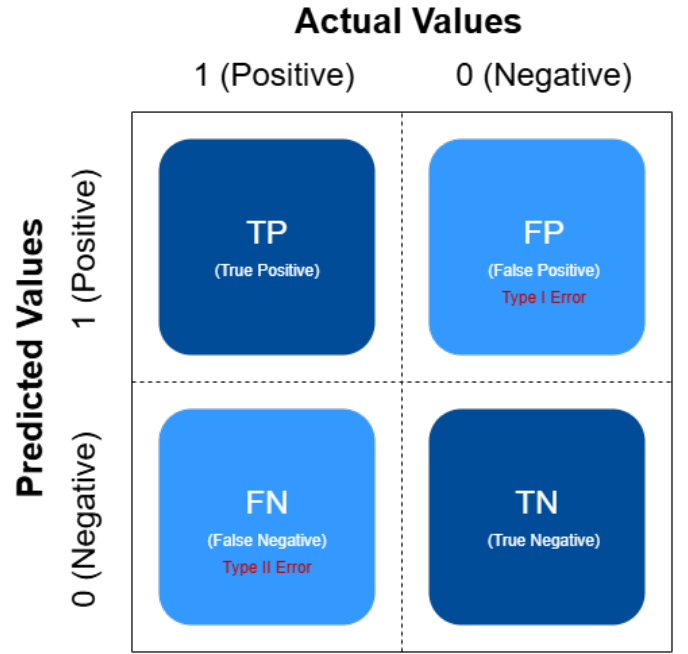 Actual Values
1 (Positive) 0 (Negative)
Predicted Values
1 (Positive)
TP
(True Positive)
FP
(False Positive)
Type I Error
0 (Negative)
FN
(False Negative)
Type II Error
TN
(True Negative)